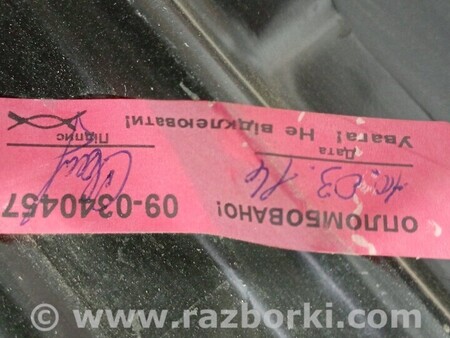 ОПЛОМБОВАНО! 09-0340457
Дата Підпис
Увага! Не відклеювати!
www.razborki.com